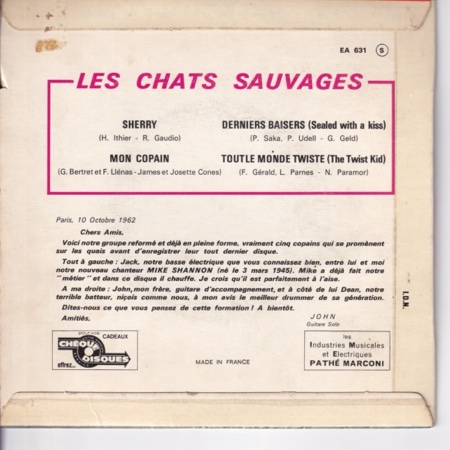 EA 631 S
LES CHATS SAUVAGES
SHERRY
(H. Ithier - R. Gaudio)
DERNIERS BAISERS (Sealed with a kiss)
(P. Saka, P. Udell - G. Geld)
MON COPAIN
(G. Bertret et F. Llénas - James et Josette Cones)
TOUT LE MONDE TWISTE (The Twist Kid)
(F. Gérald, L. Parnes - N. Paramor)
Paris, 10 Octobre 1962
Chers Amis,
Voici notre groupe reformé et déjà en pleine forme, vraiment cinq copains qui se promènent
sur les quais avant d'enregistrer leur tout dernier disque.
Tout à gauche : Jack, notre basse électrique que vous connaissez bien, entre lui et moi
notre nouveau chanteur MIKE SHANNON (né le 3 mars 1945). Mike a déjà fait notre
"métier" et dans ce disque il chauffe. Je crois qu'il est parfaitement à l'aise.
A ma droite : John, mon frère, guitare d'accompagnement, et à côté de lui Dean, notre
terrible batteur, niçois comme nous, à mon avis le meilleur drummer de sa génération.
Dites-nous ce que vous pensez de cette formation ! A bientôt.
Amitiés,
JOHN
Guitare Solo
I.D.N.
pour vos CADEAUX
CHÈQUE DISQUES
offrez...
MADE IN FRANCE
les
Industries Musicales
et Electriques
PATHÉ MARCONI